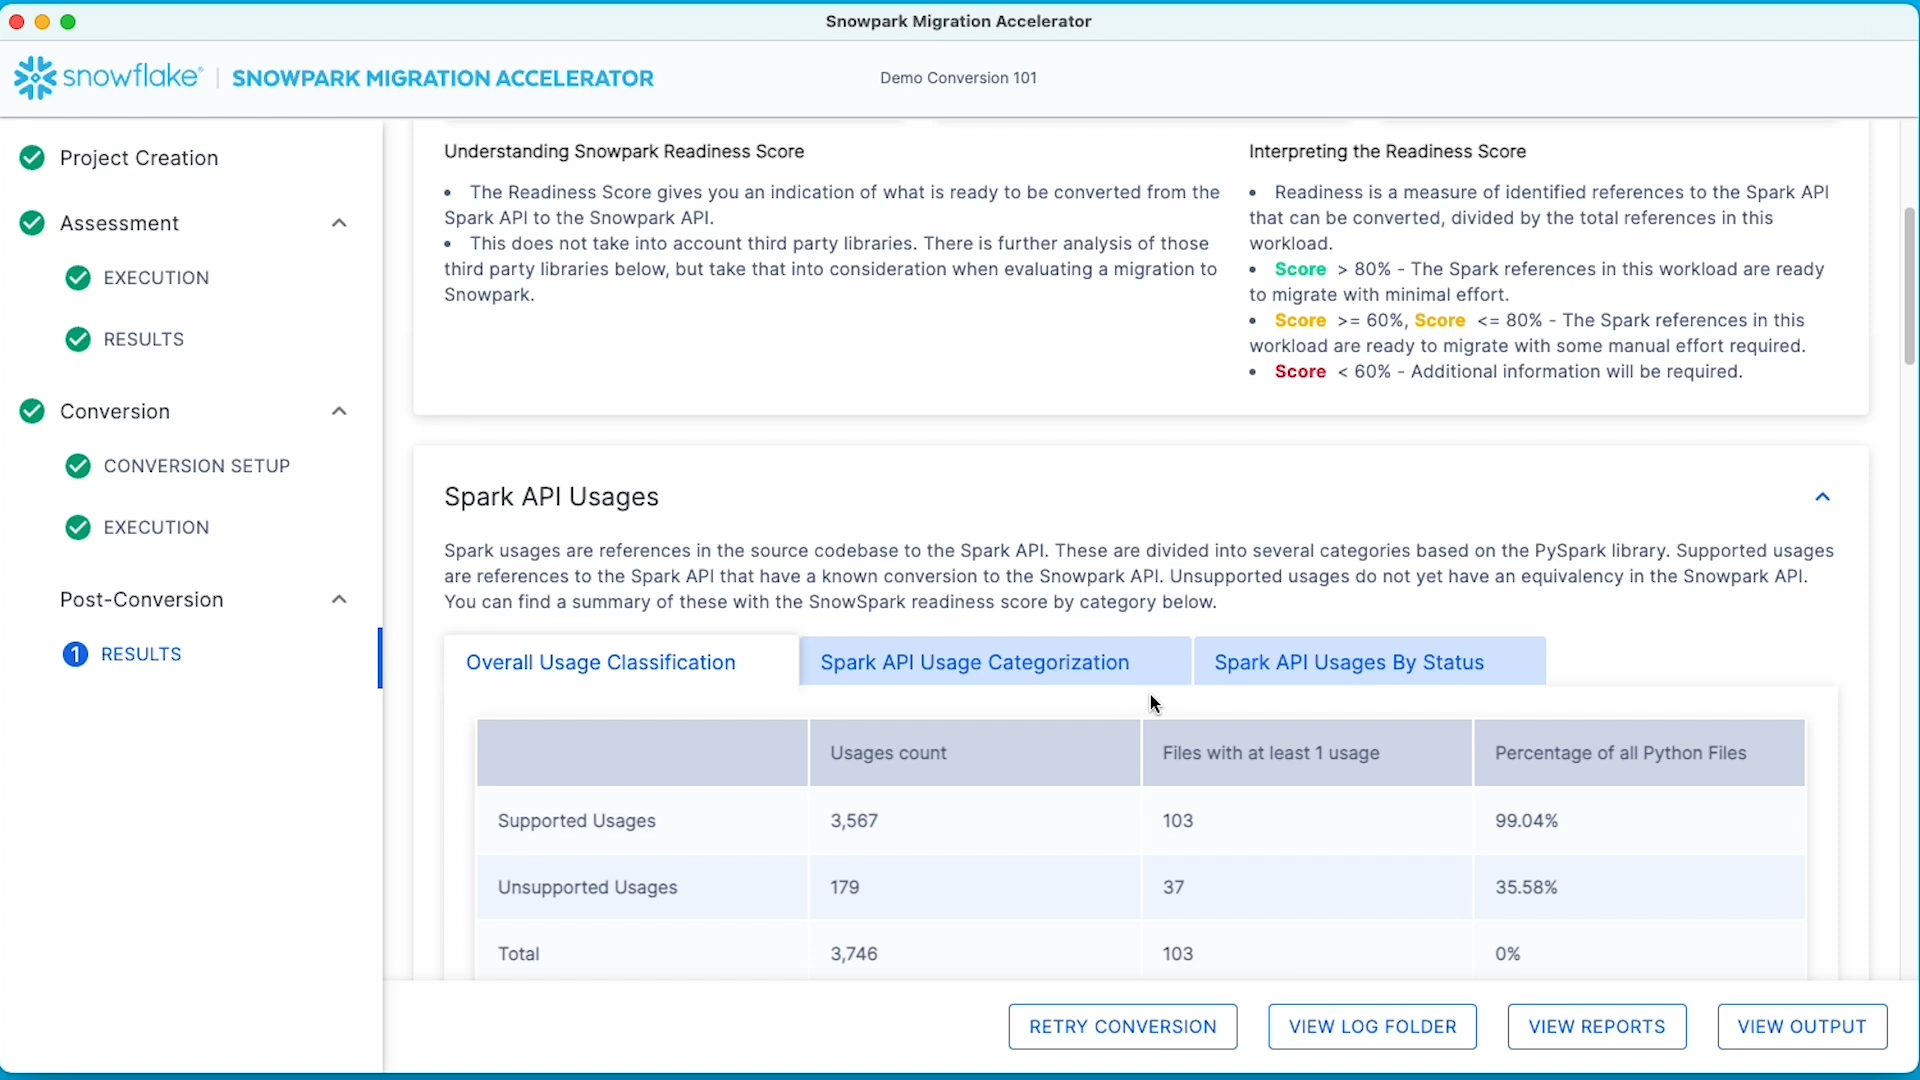 Snowpark Migration Accelerator
snowflake®
SNOWPARK MIGRATION ACCELERATOR
Demo Conversion 101
Project Creation
Assessment
EXECUTION
RESULTS
Conversion
CONVERSION SETUP
EXECUTION
Post-Conversion
1 RESULTS
Understanding Snowpark Readiness Score
• The Readiness Score gives you an indication of what is ready to be converted from the
Spark API to the Snowpark API.
• This does not take into account third party libraries. There is further analysis of those
third party libraries below, but take that into consideration when evaluating a migration to
Snowpark.
Interpreting the Readiness Score
• Readiness is a measure of identified references to the Spark API
that can be converted, divided by the total references in this
workload.
• Score > 80% - The Spark references in this workload are ready
to migrate with minimal effort.
• Score >= 60%, Score <= 80% - The Spark references in this
workload are ready to migrate with some manual effort required.
• Score < 60% - Additional information will be required.
Spark API Usages
Spark usages are references in the source codebase to the Spark API. These are divided into several categories based on the PySpark library. Supported usages
are references to the Spark API that have a known conversion to the Snowpark API. Unsupported usages do not yet have an equivalency in the Snowpark API.
You can find a summary of these with the SnowSpark readiness score by category below.
Overall Usage Classification
Spark API Usage Categorization
Spark API Usages By Status
Usages count
Files with at least 1 usage
Percentage of all Python Files
Supported Usages
3,567
103
99.04%
Unsupported Usages
179
37
35.58%
Total
3,746
103
0%
RETRY CONVERSION
VIEW LOG FOLDER
VIEW REPORTS
VIEW OUTPUT